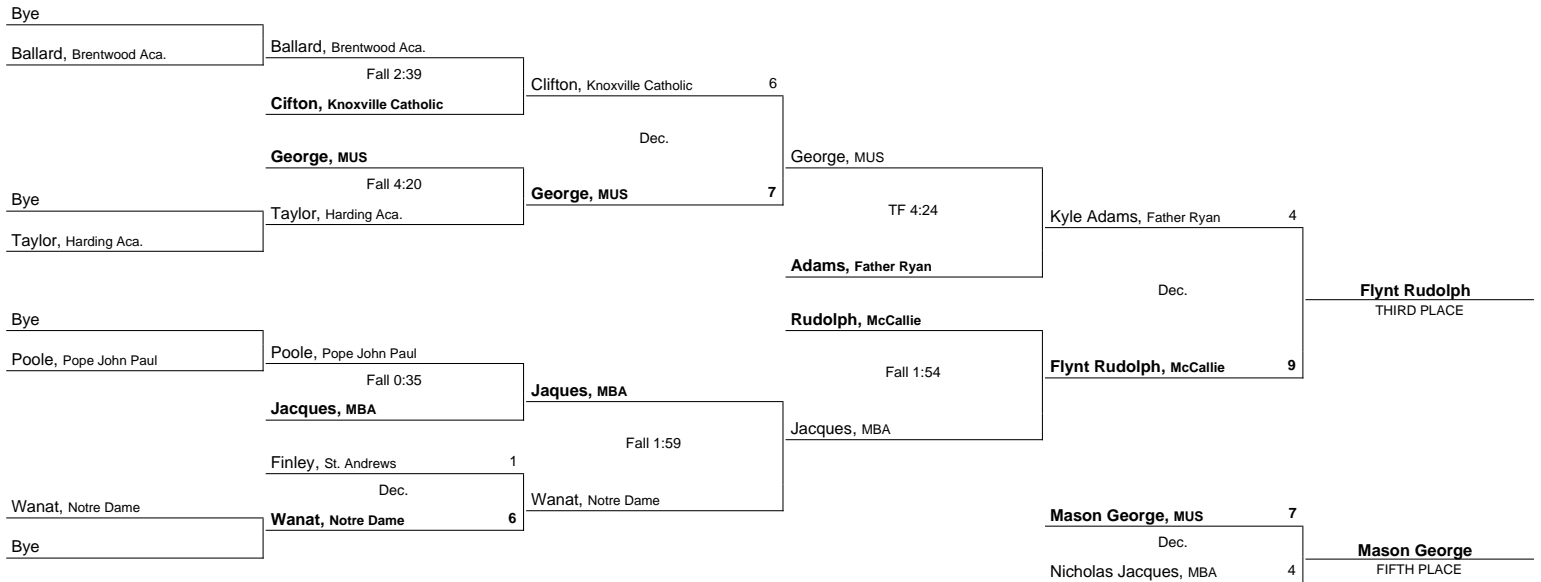 Bye
Ballard, Brentwood Aca.
Bye
Taylor, Harding Aca.
Bye
Poole, Pope John Paul
Wanat, Notre Dame
Bye
Ballard, Brentwood Aca.
Fall 2:39
Cifton, Knoxville Catholic
George, MUS
Fall 4:20
Taylor, Harding Aca.
Poole, Pope John Paul
Fall 0:35
Jacques, MBA
Finley, St. Andrews 1
Dec.
Wanat, Notre Dame 6
Clifton, Knoxville Catholic 6
Dec.
George, MUS 7
Jaques, MBA
Fall 1:59
Wanat, Notre Dame
George, MUS
TF 4:24
Adams, Father Ryan
Rudolph, McCallie
Fall 1:54
Jacques, MBA
Kyle Adams, Father Ryan 4
Dec.
Flynt Rudolph, McCallie 9
Flynt Rudolph
THIRD PLACE
Mason George, MUS 7
Dec.
Nicholas Jacques, MBA 4
Mason George
FIFTH PLACE